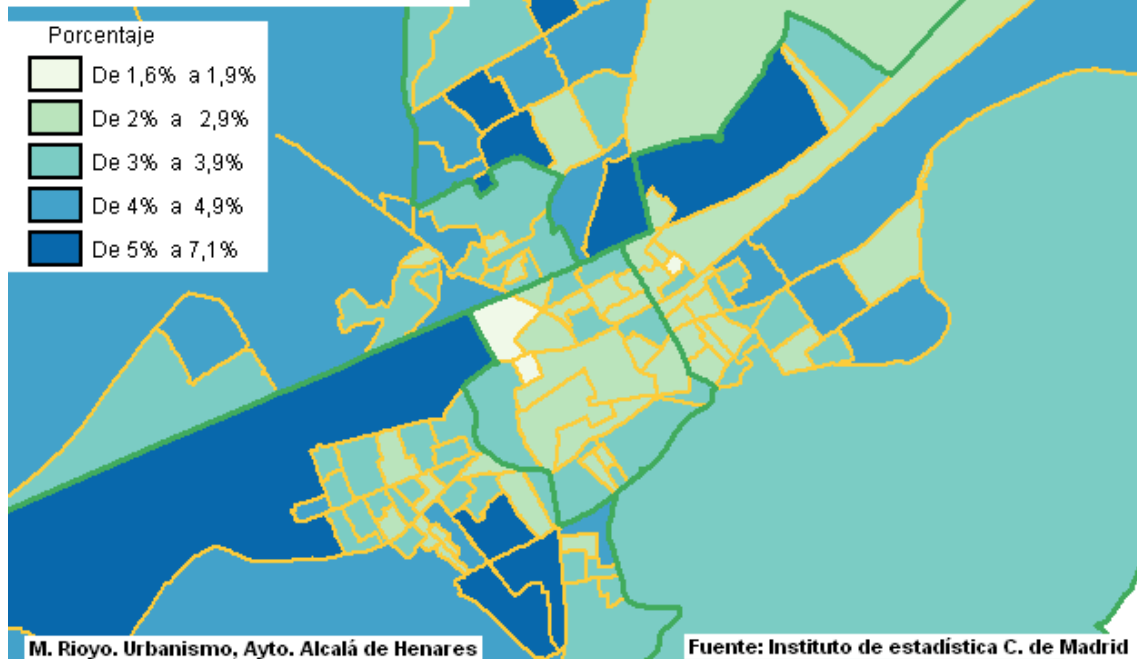 Porcentaje
De 1,6% a 1,9%
De 2% a 2,9%
De 3% a 3,9%
De 4% a 4,9%
De 5% a 7,1%
M. Rioyo. Urbanismo, Ayto. Alcalá de Henares
Fuente: Instituto de estadística C. de Madrid